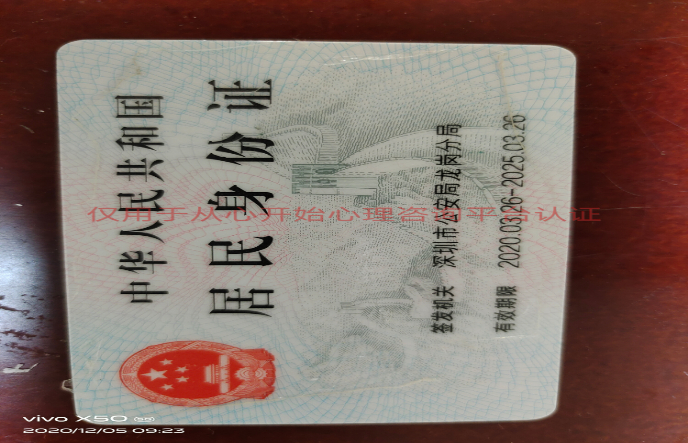 中华人民共和国
居民身份证
签发机关 深圳市公安局龙岗分局
有效期限 2020.03.26-2025.03.26
仅用于从心开始心理咨询平台认证
vivo X50
2020/12/05 09:23